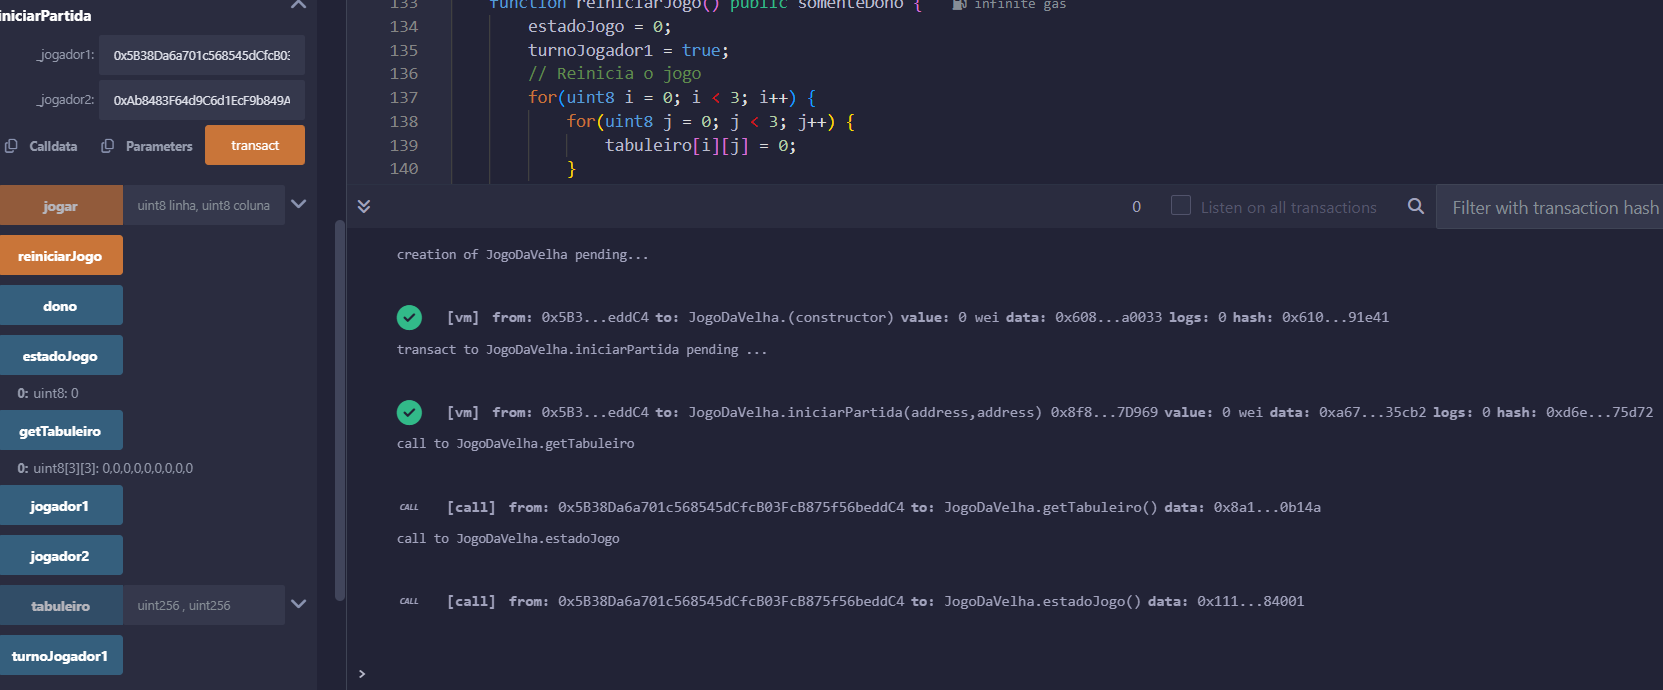 iniciarPartida
_jogador1: 0x5B38Da6a701c568545dCfcB03
_jogador2: 0xAb8483F64d9C6d1EcF9b849A
Calldata Parameters transact
jogar uint8 linha, uint8 coluna
reiniciarJogo
dono
estadoJogo
0: uint8: 0
getTabuleiro
0: uint8[3][3]: 0,0,0,0,0,0,0,0,0
jogador1
jogador2
tabuleiro uint256 , uint256
turnoJogador1
133 function reiniciarJogo() public somenteDono { infinite gas
134 estadoJogo = 0;
135 turnoJogador1 = true;
136 // Reinicia o jogo
137 for(uint8 i = 0; i < 3; i++) {
138 for(uint8 j = 0; j < 3; j++) {
139 tabuleiro[i][j] = 0;
140 }
0 Listen on all transactions Filter with transaction hash
creation of JogoDaVelha pending...
[vm] from: 0x5B3...eddC4 to: JogoDaVelha.(constructor) value: 0 wei data: 0x608...a0033 logs: 0 hash: 0x610...91e41
transact to JogoDaVelha.iniciarPartida pending ...
[vm] from: 0x5B3...eddC4 to: JogoDaVelha.iniciarPartida(address,address) 0x8f8...7D969 value: 0 wei data: 0xa67...35cb2 logs: 0 hash: 0xd6e...75d72
call to JogoDaVelha.getTabuleiro
CALL [call] from: 0x5B38Da6a701c568545dCfcB03FcB875f56beddC4 to: JogoDaVelha.getTabuleiro() data: 0x8a1...0b14a
call to JogoDaVelha.estadoJogo
CALL [call] from: 0x5B38Da6a701c568545dCfcB03FcB875f56beddC4 to: JogoDaVelha.estadoJogo() data: 0x111...84001
>